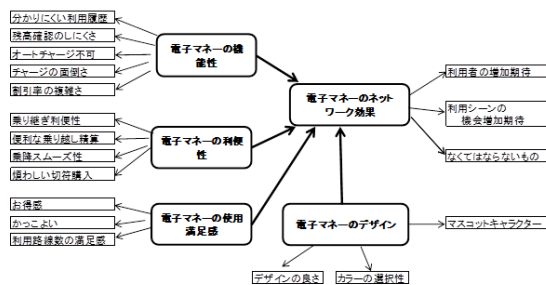 分かりにくい利用履歴
残高確認のしにくさ
オートチャージ不可
チャージの面倒さ
割引率の複雑さ
電子マネーの機
能性
乗り継ぎ利便性
便利な乗り越し精算
乗降スムーズ性
煩わしい切符購入
電子マネーの利便
性
お得感
かっこよい
利用路線数の満足感
電子マネーの使用
満足感
電子マネーのネット
ワーク効果
利用者の増加期待
利用シーンの
機会増加期待
なくてはならないもの
電子マネーのデザイン
マスコットキャラクター
デザインの良さ
カラーの選択性